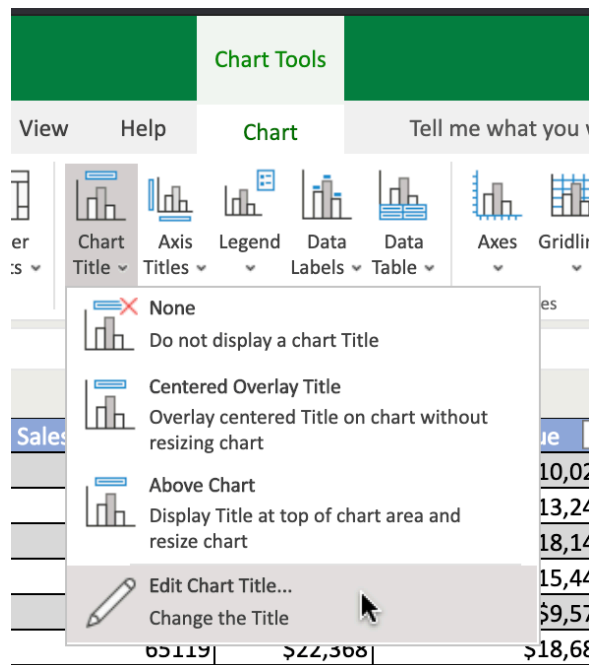 Chart Tools
View Help Chart Tell me what you
Chart Axis Legend Data Data Axes
Title Titles Labels Table
None
Do not display a chart Title
Centered Overlay Title
Overlay centered Title on chart without
resizing chart
Sales
Above Chart
Display Title at top of chart area and
resize chart
Edit Chart Title...
Change the Title
65119 $22,368